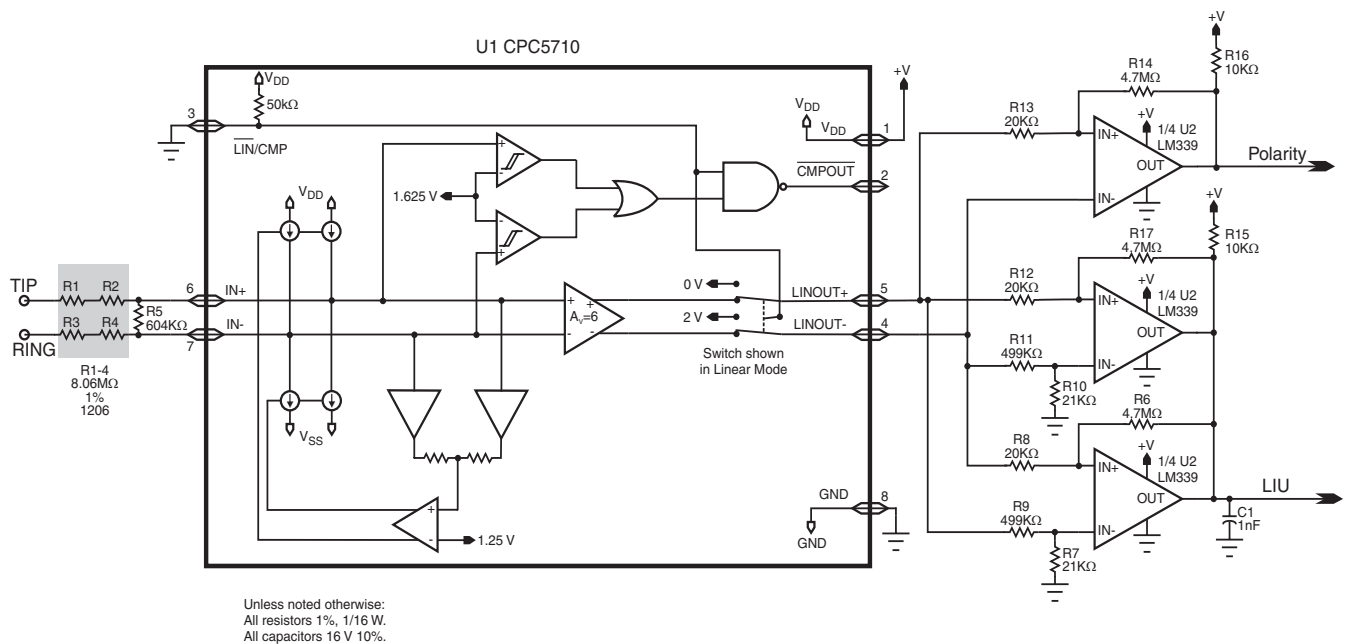 U1 CPC5710
VDD
50kΩ
3
LIN/CMP
+
-
1.625 V
-
+
VDD
VDD
VDD
+V
1
CMPOUT
2
TIP
R1
R2
RING
R3
R4
R5
604KΩ
R1-4
8.06MΩ
1%
1206
6
IN+
IN-
7
VSS
+
-
AV=6
+
-
0 V
2 V
LINOUT+
5
LINOUT-
4
Switch shown
in Linear Mode
+
-
1.25 V
GND
8
GND
+V
R16
10KΩ
R14
4.7MΩ
R13
20KΩ
IN+
+V
1/4 U2
LM339
OUT
IN-
Polarity
+V
R15
10KΩ
R17
4.7MΩ
R12
20KΩ
IN+
+V
1/4 U2
LM339
OUT
R11
499KΩ
IN-
R10
21KΩ
R6
4.7MΩ
R8
20KΩ
IN+
+V
1/4 U2
LM339
OUT
R9
499KΩ
IN-
R7
21KΩ
LIU
C1
1nF
Unless noted otherwise:
All resistors 1%, 1/16 W.
All capacitors 16 V 10%.